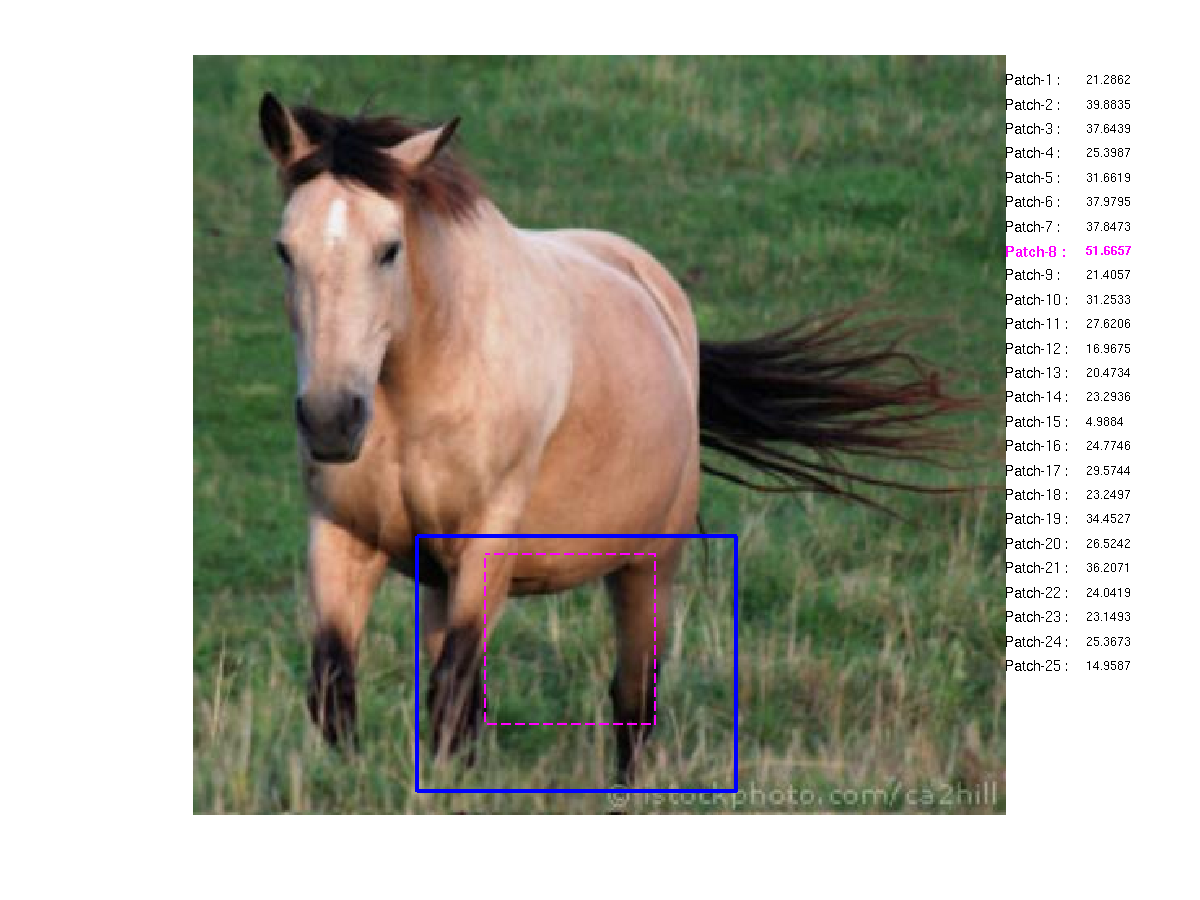 Patch-1 : 21.2862
Patch-2 : 39.8835
Patch-3 : 37.6439
Patch-4 : 25.3987
Patch-5 : 31.6619
Patch-6 : 37.9795
Patch-7 : 37.8473
Patch-8 : 51.6657
Patch-9 : 21.4057
Patch-10 : 31.2533
Patch-11 : 27.6206
Patch-12 : 16.9675
Patch-13 : 20.4734
Patch-14 : 23.2936
Patch-15 : 4.9884
Patch-16 : 24.7746
Patch-17 : 29.5744
Patch-18 : 23.2497
Patch-19 : 34.4527
Patch-20 : 26.5242
Patch-21 : 36.2071
Patch-22 : 24.0419
Patch-23 : 23.1493
Patch-24 : 25.3673
Patch-25 : 14.9587
© istockphoto.com/ca2hill